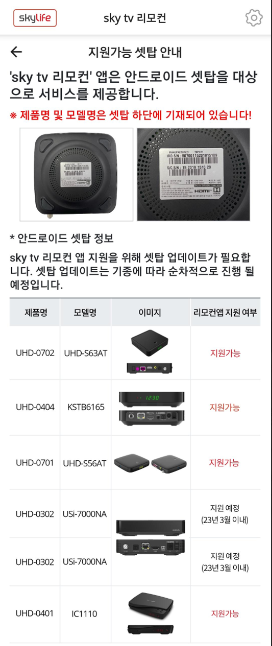 skylife
sky tv 리모컨
지원가능 셋탑 안내
'sky tv 리모컨' 앱은 안드로이드 셋탑을 대상
으로 서비스를 제공합니다.
※ 제품명 및 모델명은 셋탑 하단에 기재되어 있습니다!
* 안드로이드 셋탑 정보
sky tv 리모컨 앱 지원을 위해 셋탑 업데이트가 필요합
니다. 셋탑 업데이트는 기종에 따라 순차적으로 진행 될
예정입니다.
제품명 모델명 이미지 리모컨앱 지원 여부
UHD-0702 UHD-S63AT 지원가능
UHD-0404 KSTB6165 지원가능
UHD-0701 UHD-S56AT 지원가능
UHD-0302 USi-7000NA 지원 예정
(23년 3월 이내)
UHD-0302 USi-7000NA 지원 예정
(23년 3월 이내)
UHD-0401 IC1110 지원가능